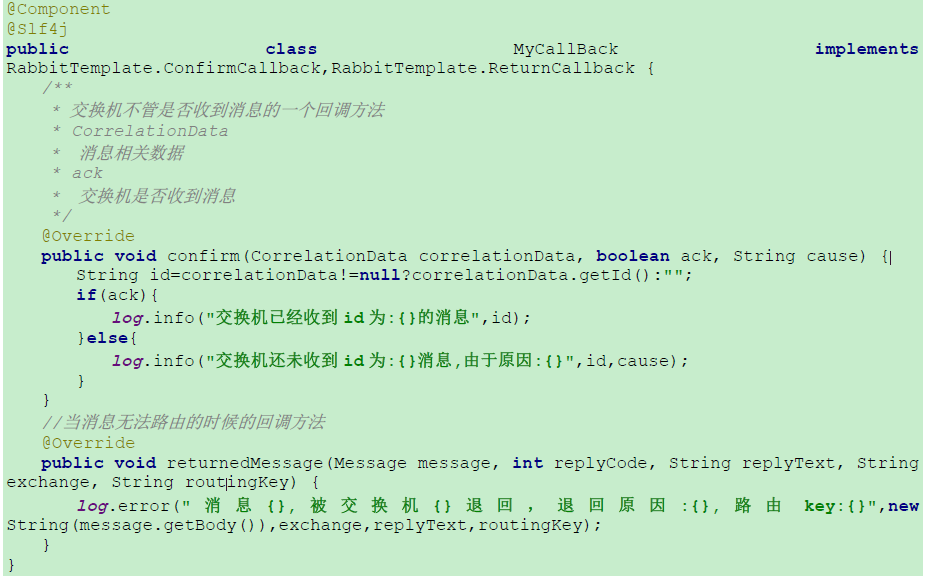 @Component
@Slf4j
public class MyCallBack implements
RabbitTemplate.ConfirmCallback,RabbitTemplate.ReturnCallback {
/**
* 交换机不管是否收到消息的一个回调方法
* CorrelationData
* 消息相关数据
* ack
* 交换机是否收到消息
*/
@Override
public void confirm(CorrelationData correlationData, boolean ack, String cause) {
String id=correlationData!=null?correlationData.getId():"";
if(ack){
log.info("交换机已经收到 id 为:{}的消息",id);
}else{
log.info("交换机还未收到 id 为:{}消息,由于原因:{}",id,cause);
}
}
//当消息无法路由的时候的回调方法
@Override
public void returnedMessage(Message message, int replyCode, String replyText, String
exchange, String routingKey) {
log.error(" 消 息 {}, 被 交 换 机 {} 退 回 ， 退 回 原 因 :{}, 路 由 key:{}",new
String(message.getBody()),exchange,replyText,routingKey);
}
}